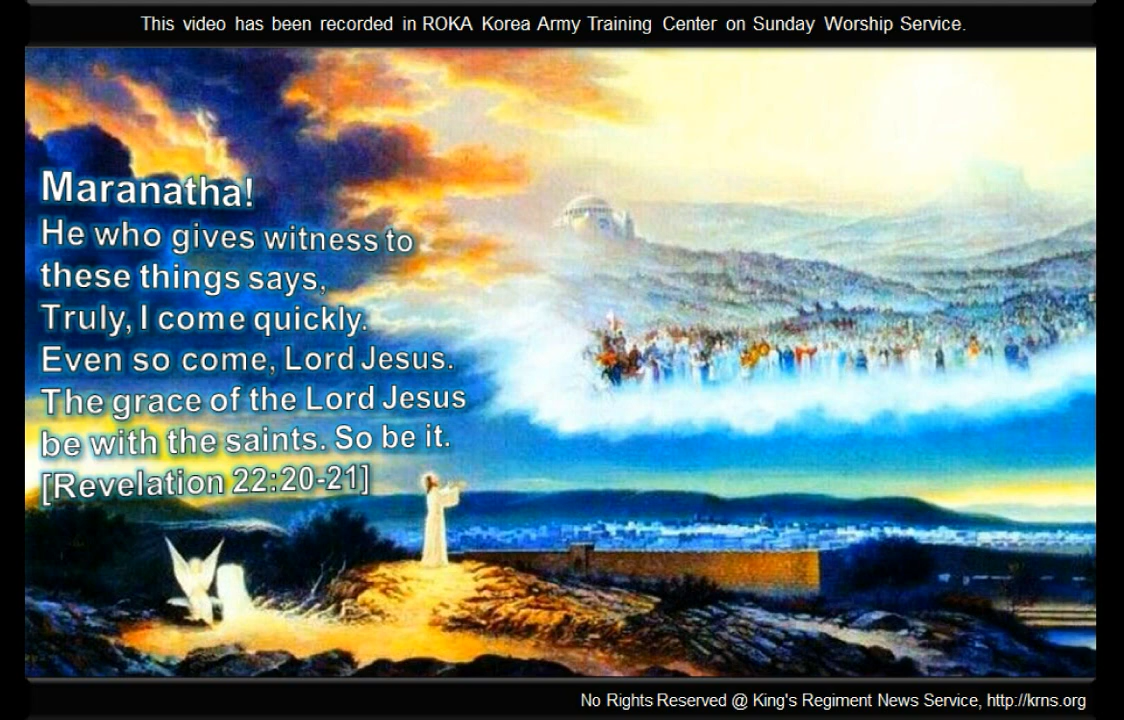 This video has been recorded in ROKA Korea Army Training Center on Sunday Worship Service.
Maranatha!
He who gives witness to
these things says,
Truly, I come quickly.
Even so come, Lord Jesus.
The grace of the Lord Jesus
be with the saints. So be it.
[Revelation 22:20-21]
No Rights Reserved @ King's Regiment News Service, http://krns.org